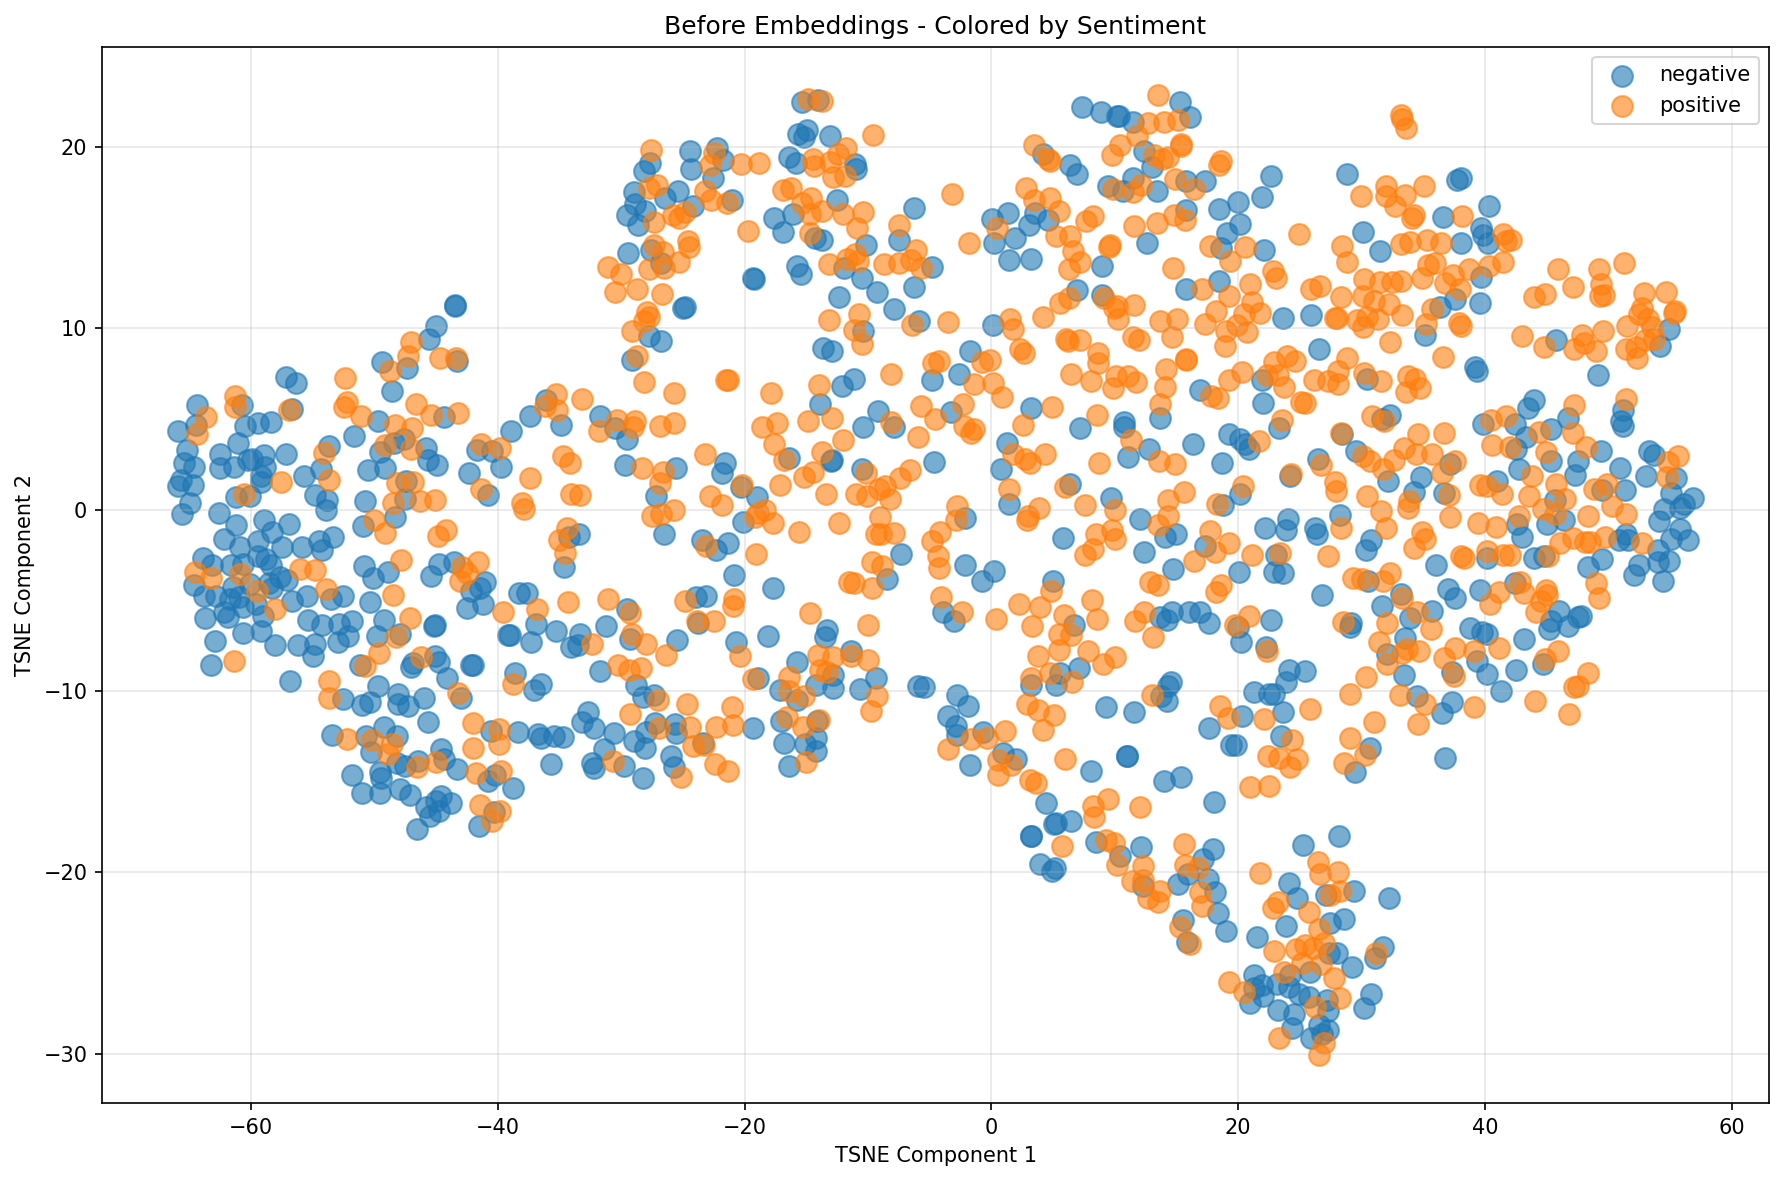 Before Embeddings - Colored by Sentiment
negative
positive
20
10
0
−10
−20
−30
TSNE Component 2
−60
−40
−20
0
20
40
60
TSNE Component 1